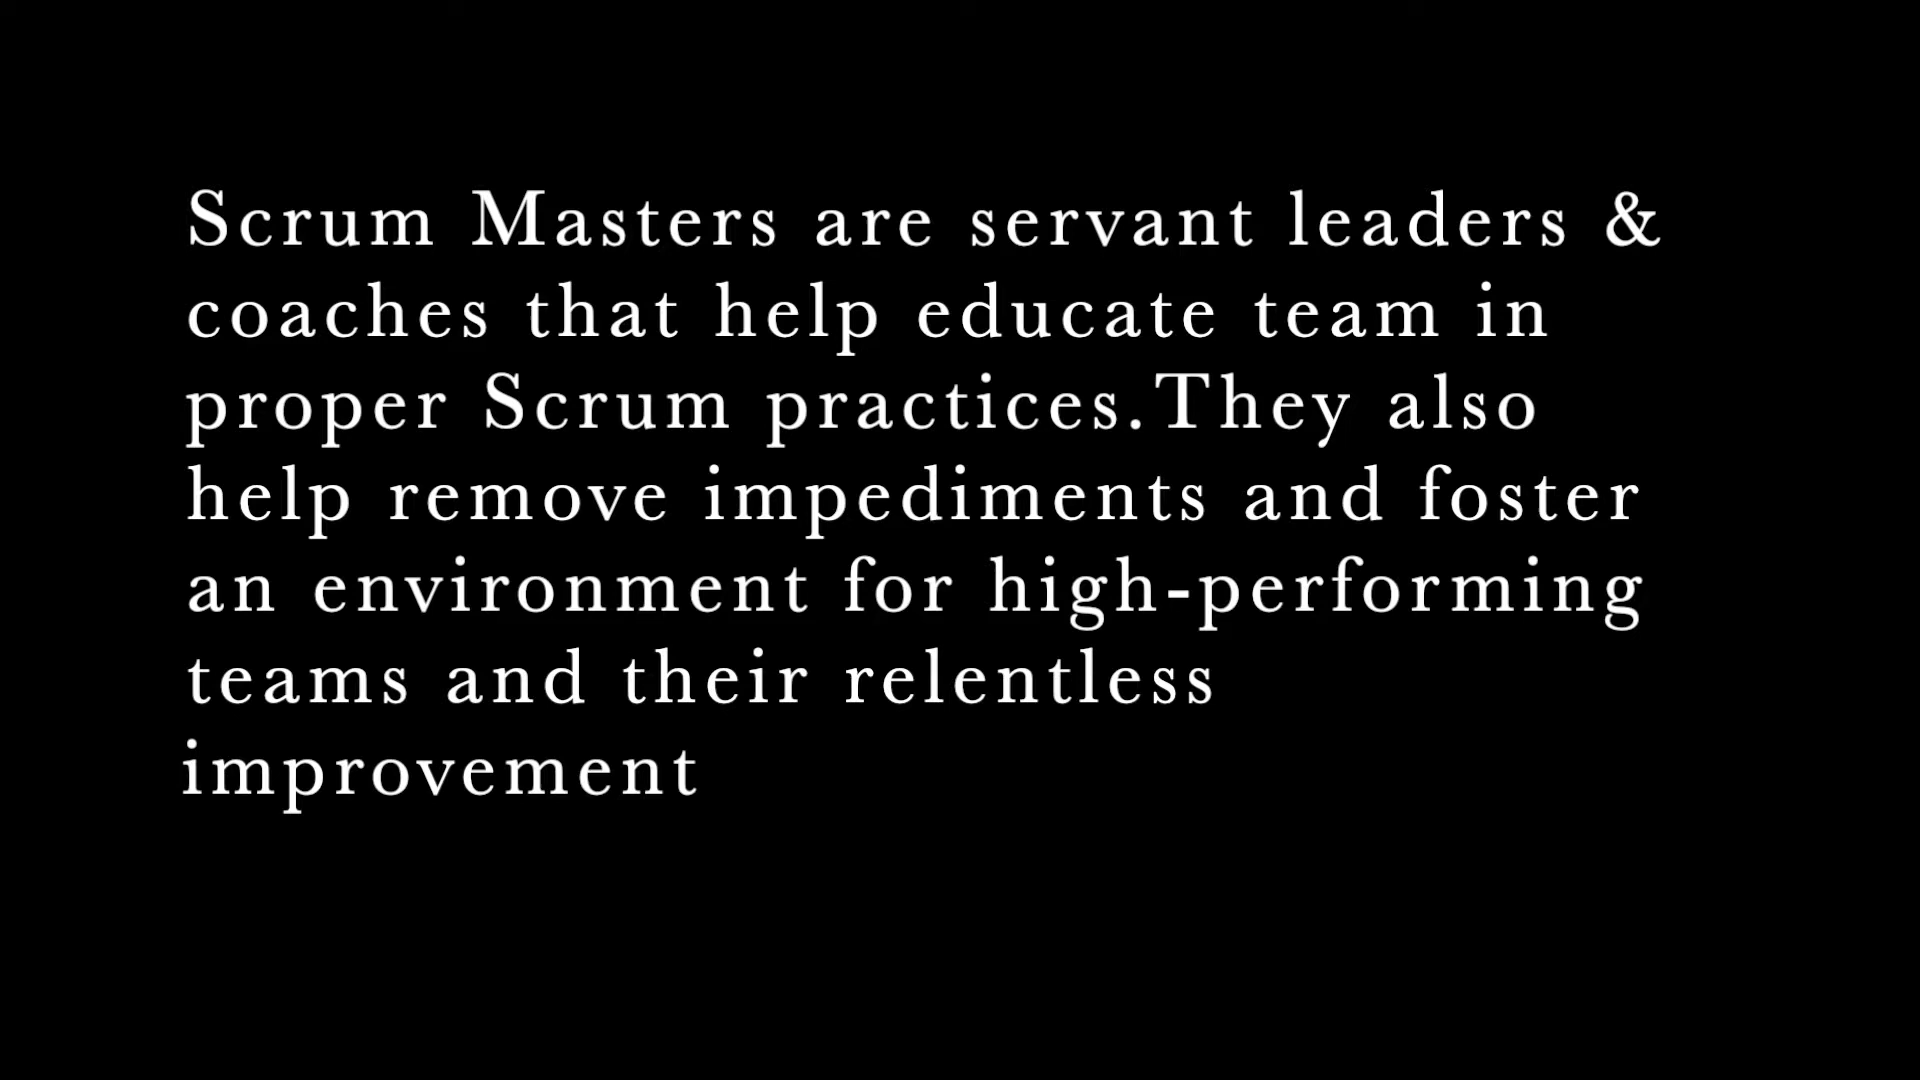 Scrum Masters are servant leaders &
coaches that help educate team in
proper Scrum practices.They also
help remove impediments and foster
an environment for high-performing
teams and their relentless
improvement